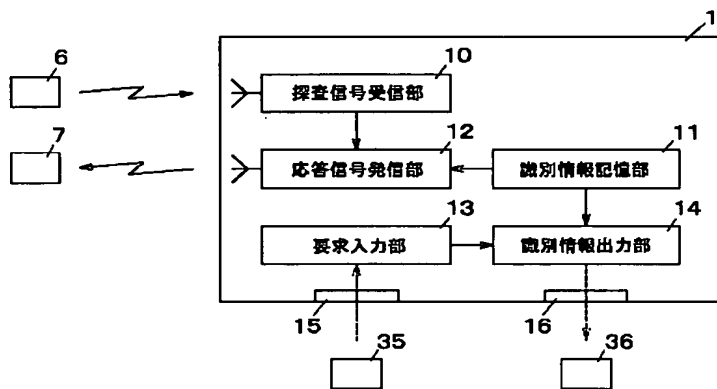 1
6
10
探査信号受信部
7
12
11
応答信号発信部
識別情報記憶部
13
14
要求入力部
識別情報出力部
15
16
35
36